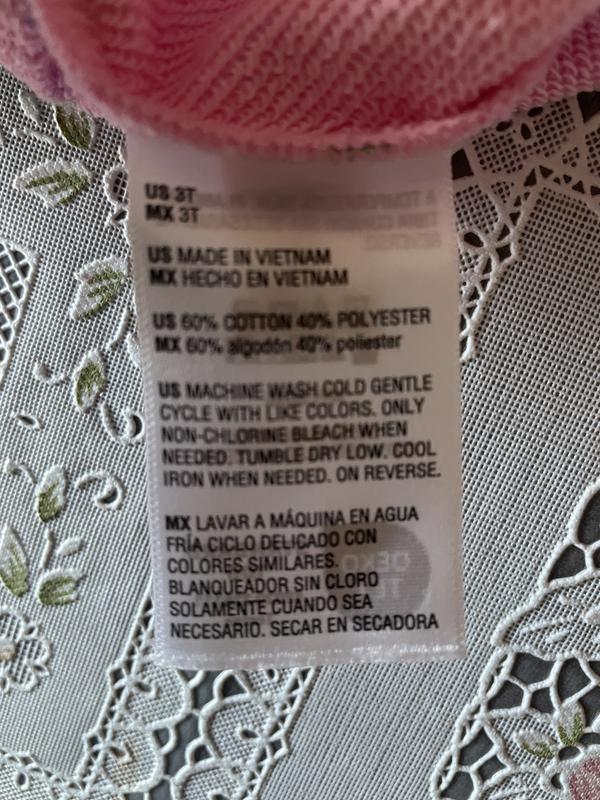 US 3T
MX 3T
US MADE IN VIETNAM
MX HECHO EN VIETNAM
US 60% COTTON 40% POLYESTER
MX 60% algodón 40% poliester
US MACHINE WASH COLD GENTLE
CYCLE WITH LIKE COLORS. ONLY
NON-CHLORINE BLEACH WHEN
NEEDED. TUMBLE DRY LOW. COOL
IRON WHEN NEEDED. ON REVERSE.
MX LAVAR A MÁQUINA EN AGUA
FRÍA CICLO DELICADO CON
COLORES SIMILARES.
BLANQUEADOR SIN CLORO
SOLAMENTE CUANDO SEA
NECESARIO. SECAR EN SECADORA